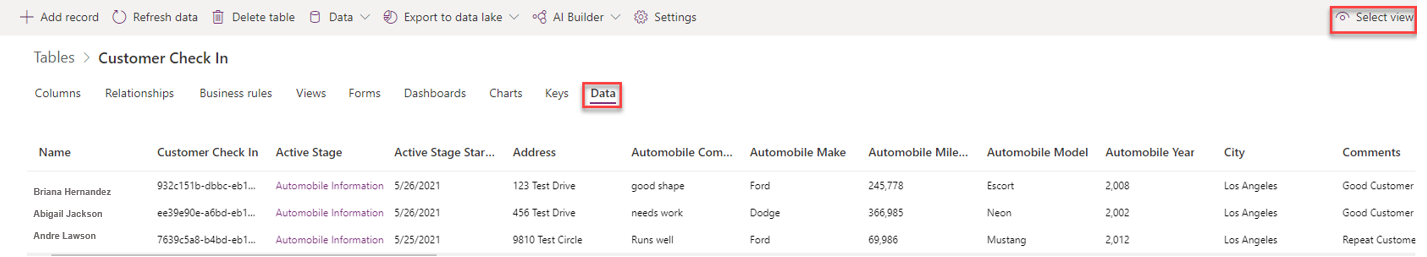 Add record Refresh data Delete table Data Export to data lake AI Builder Settings Select view
Tables > Customer Check In
Columns Relationships Business rules Views Forms Dashboards Charts Keys Data
Name Customer Check In Active Stage Active Stage Star... Address Automobile Com... Automobile Make Automobile Mile... Automobile Model Automobile Year City Comments
Briana Hernandez 932c151b-dbbc-eb1... Automobile Information 5/26/2021 123 Test Drive good shape Ford 245,778 Escort 2,008 Los Angeles Good Customer
Abigail Jackson ee39e90e-a6bd-eb1... Automobile Information 5/26/2021 456 Test Drive needs work Dodge 366,985 Neon 2,002 Los Angeles Good Customer
Andre Lawson 7639c5a8-b4bd-eb1... Automobile Information 5/25/2021 9810 Test Circle Runs well Ford 69,986 Mustang 2,012 Los Angeles Repeat Custome